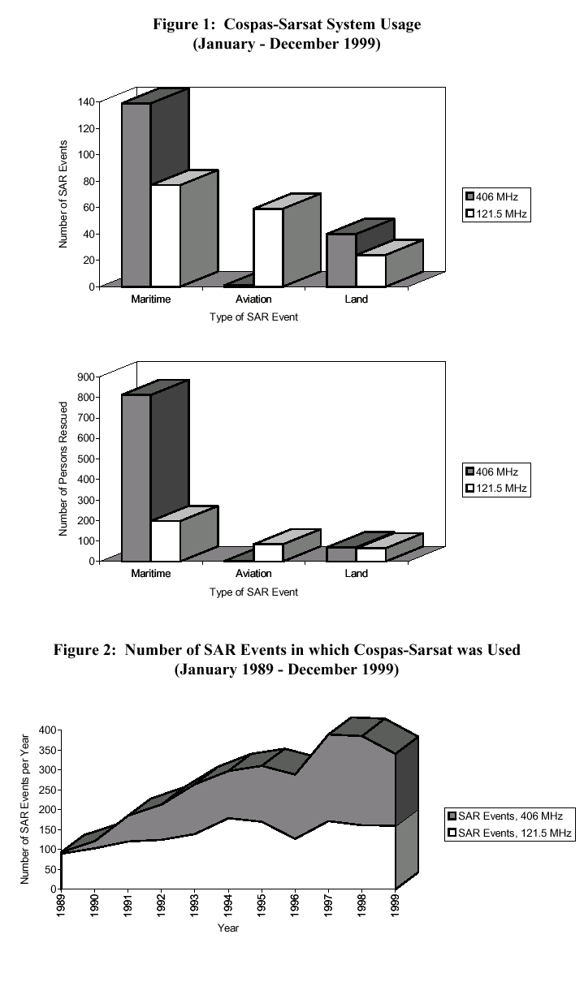 Figure 1: Cospas-Sarsat System Usage
(January - December 1999)
140
120
100
80
60
40
20
0
Number of SAR Events
Maritime
Aviation
Land
Type of SAR Event
406 MHz
121.5 MHz
900
800
700
600
500
400
300
200
100
0
Number of Persons Rescued
Maritime
Aviation
Land
Type of SAR Event
406 MHz
121.5 MHz
Figure 2: Number of SAR Events in which Cospas-Sarsat was Used
(January 1989 - December 1999)
400
350
300
250
200
150
100
50
0
Number of SAR Events per Year
1989
1990
1991
1992
1993
1994
1995
1996
1997
1998
1999
Year
SAR Events, 406 MHz
SAR Events, 121.5 MHz